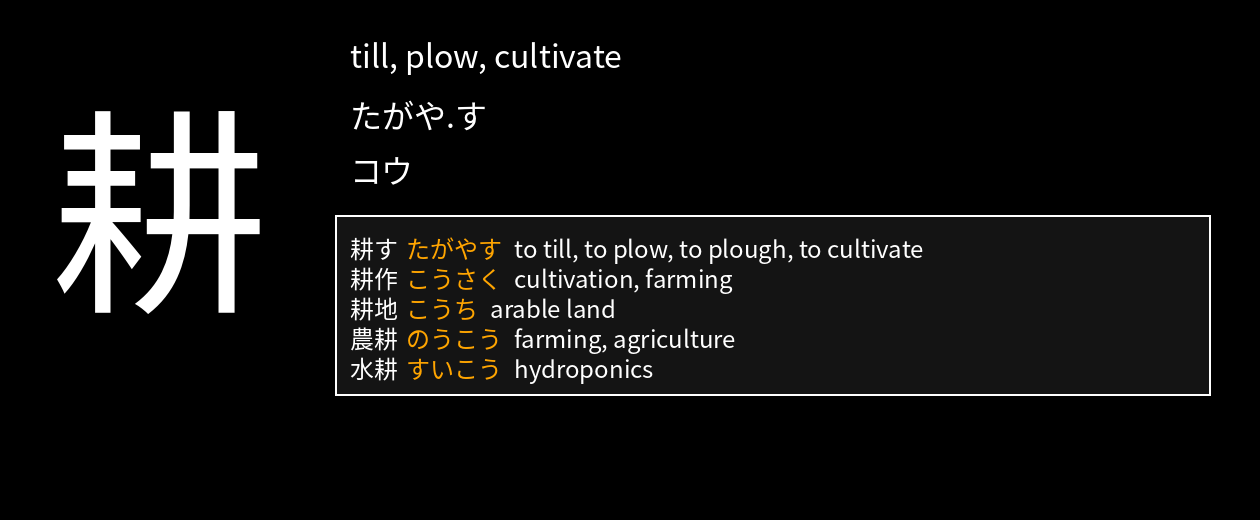 耕
till, plow, cultivate
たがや.す
コウ
耕す たがやす to till, to plow, to plough, to cultivate
耕作 こうさく cultivation, farming
耕地 こうち arable land
農耕 のうこう farming, agriculture
水耕 すいこう hydroponics